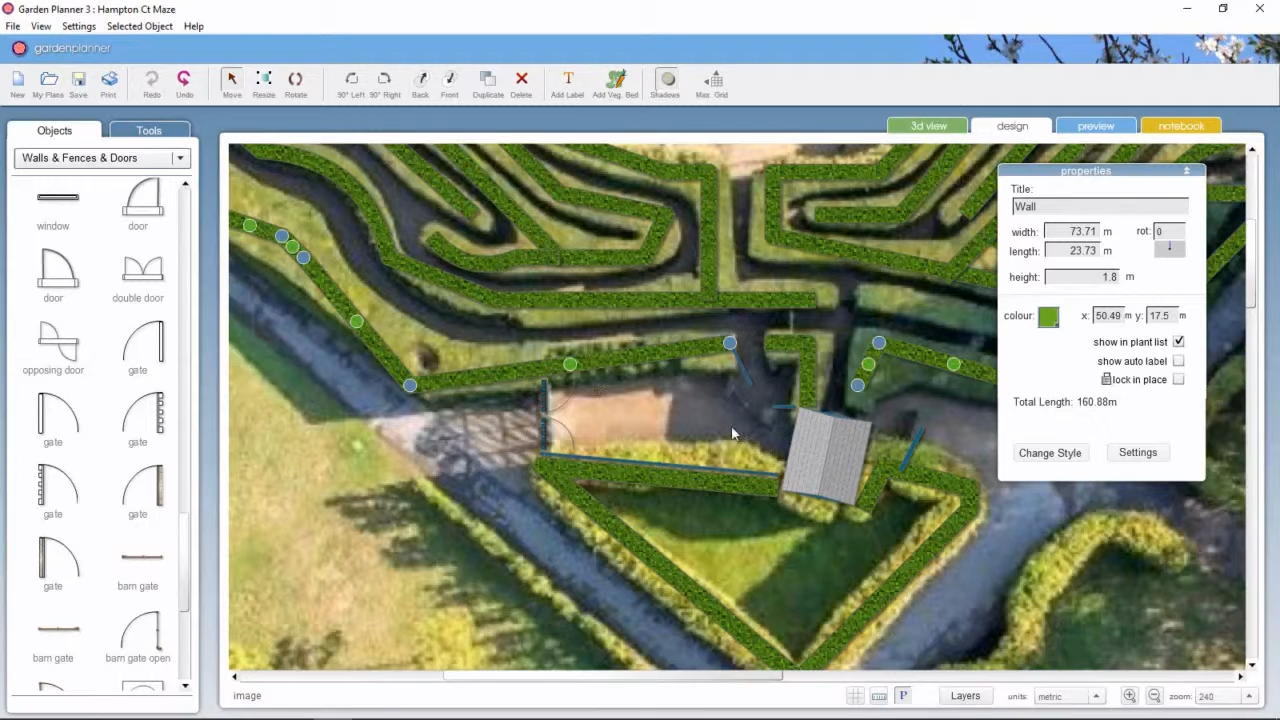 Garden Planner 3 : Hampton Ct Maze
File View Settings Selected Object Help
gardenplanner
New My Plans Save Print Redo Undo Move Resize Rotate 90° Left 90° Right Back Front Duplicate Delete Add Label Add Veg. Bed Shadows Max. Grid
Objects Tools
3d view design preview notebook
Walls & Fences & Doors
window door
door double door
opposing door gate
gate gate
gate gate
gate barn gate
barn gate barn gate open
properties
Title:
Wall
width: 73.71 m rot: 0
length: 23.73 m
height: 1.8 m
colour: x: 50.49 m y: 17.5 m
show in plant list
show auto label
lock in place
Total Length: 160.88m
Change Style Settings
image P Layers units: metric zoom: 240